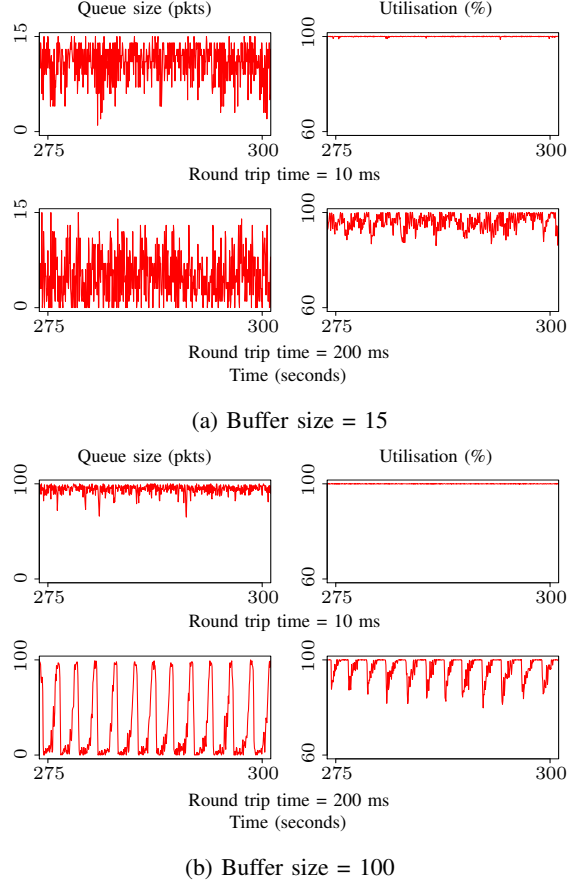 Queue size (pkts) Utilisation (%)
15 100
0 60
275 300 275 300
Round trip time = 10 ms
15 100
0 60
275 300 275 300
Round trip time = 200 ms
Time (seconds)
(a) Buffer size = 15
Queue size (pkts) Utilisation (%)
100 100
0 60
275 300 275 300
Round trip time = 10 ms
100 100
0 60
275 300 275 300
Round trip time = 200 ms
Time (seconds)
(b) Buffer size = 100